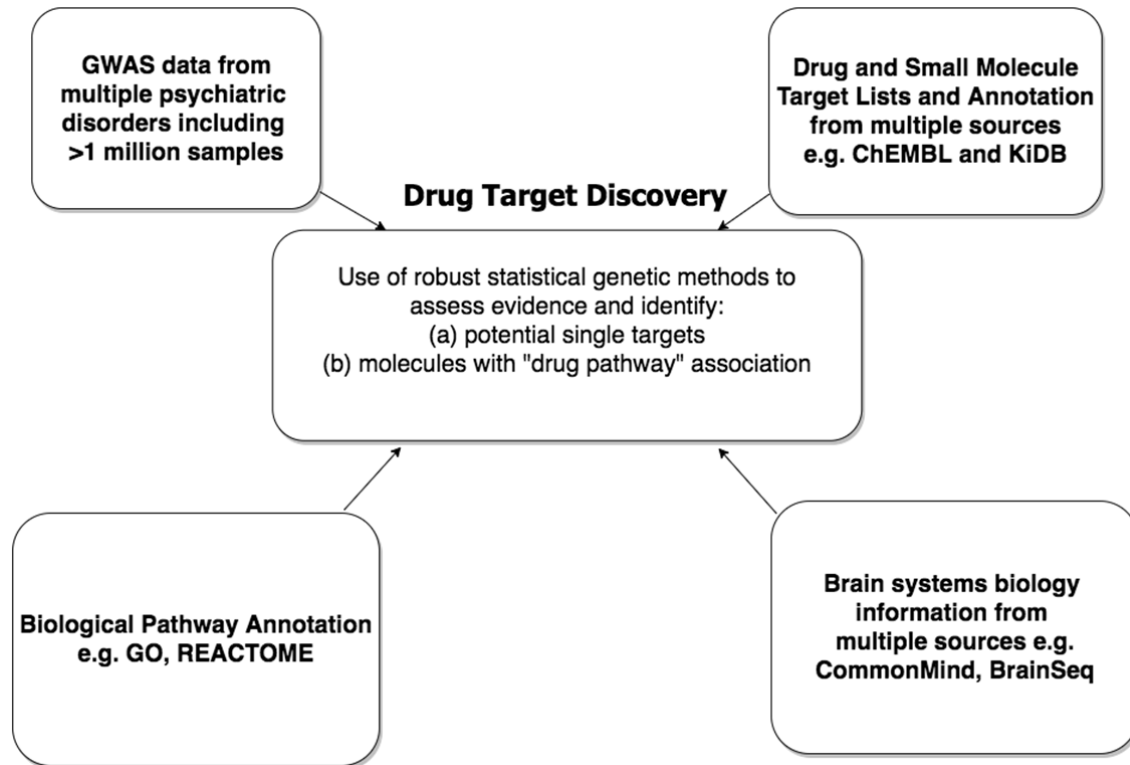 GWAS data from
multiple psychiatric
disorders including
>1 million samples
Drug and Small Molecule
Target Lists and Annotation
from multiple sources
e.g. ChEMBL and KiDB
Drug Target Discovery
Use of robust statistical genetic methods to
assess evidence and identify:
(a) potential single targets
(b) molecules with "drug pathway" association
Biological Pathway Annotation
e.g. GO, REACTOME
Brain systems biology
information from
multiple sources e.g.
CommonMind, BrainSeq